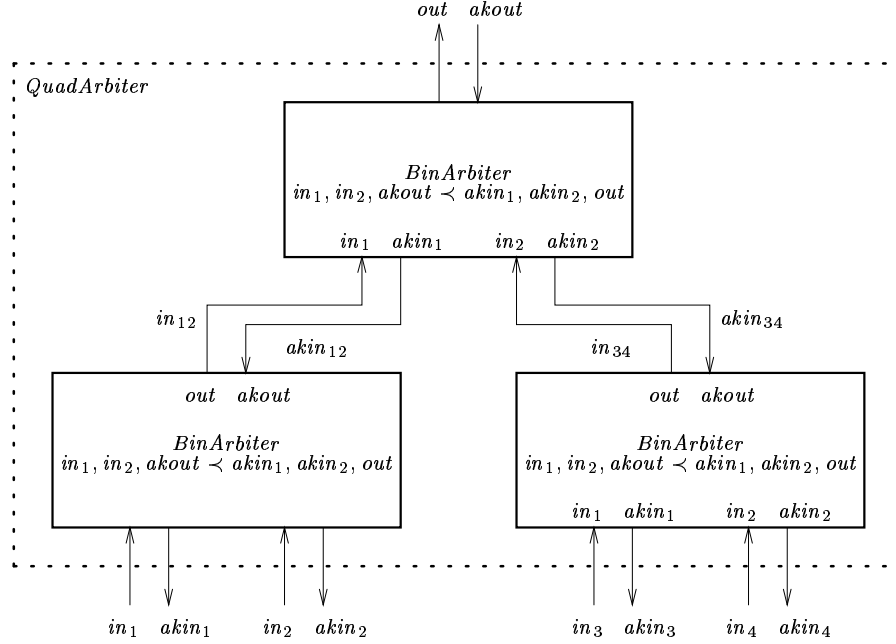 out akout
QuadArbiter
BinArbiter
in₁, in₂, akout ≺ akin₁, akin₂, out
in₁ akin₁ in₂ akin₂
in₁₂ akin₃₄
akin₁₂ in₃₄
out akout out akout
BinArbiter BinArbiter
in₁, in₂, akout ≺ akin₁, akin₂, out in₁, in₂, akout ≺ akin₁, akin₂, out
in₁ akin₁ in₂ akin₂
in₁ akin₁ in₂ akin₂ in₃ akin₃ in₄ akin₄